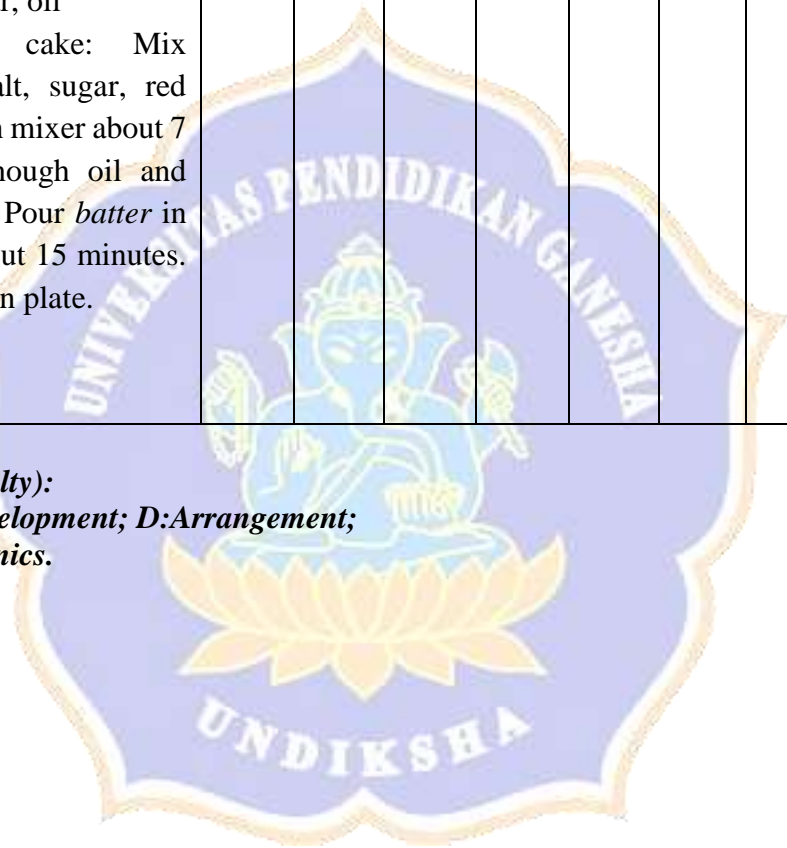 , oil
cake: Mix
alt, sugar, red
mixer about 7
nough oil and
Pour batter in
ut 15 minutes.
n plate.
UNIVERSITAS PENDIDIKAN GANESHA
lty):
elopment; D:Arrangement;
nics.
UNDIKSHA